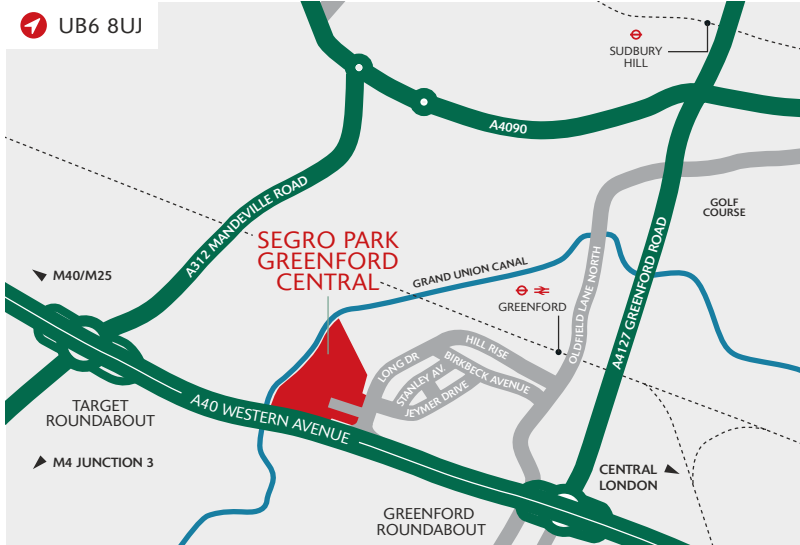 UB6 8UJ
SUDBURY
HILL
A4090
GOLF
COURSE
A312 MANDEVILLE ROAD
SEGRO PARK
GREENFORD
CENTRAL
M40/M25
GRAND UNION CANAL
GREENFORD
OLDFIELD LANE NORTH
A4127 GREENFORD ROAD
HILL RISE
LONG DR
BIRKBECK AVENUE
STANLEY AV.
JEYMER DRIVE
TARGET
ROUNDABOUT
A40 WESTERN AVENUE
M4 JUNCTION 3
CENTRAL
LONDON
GREENFORD
ROUNDABOUT